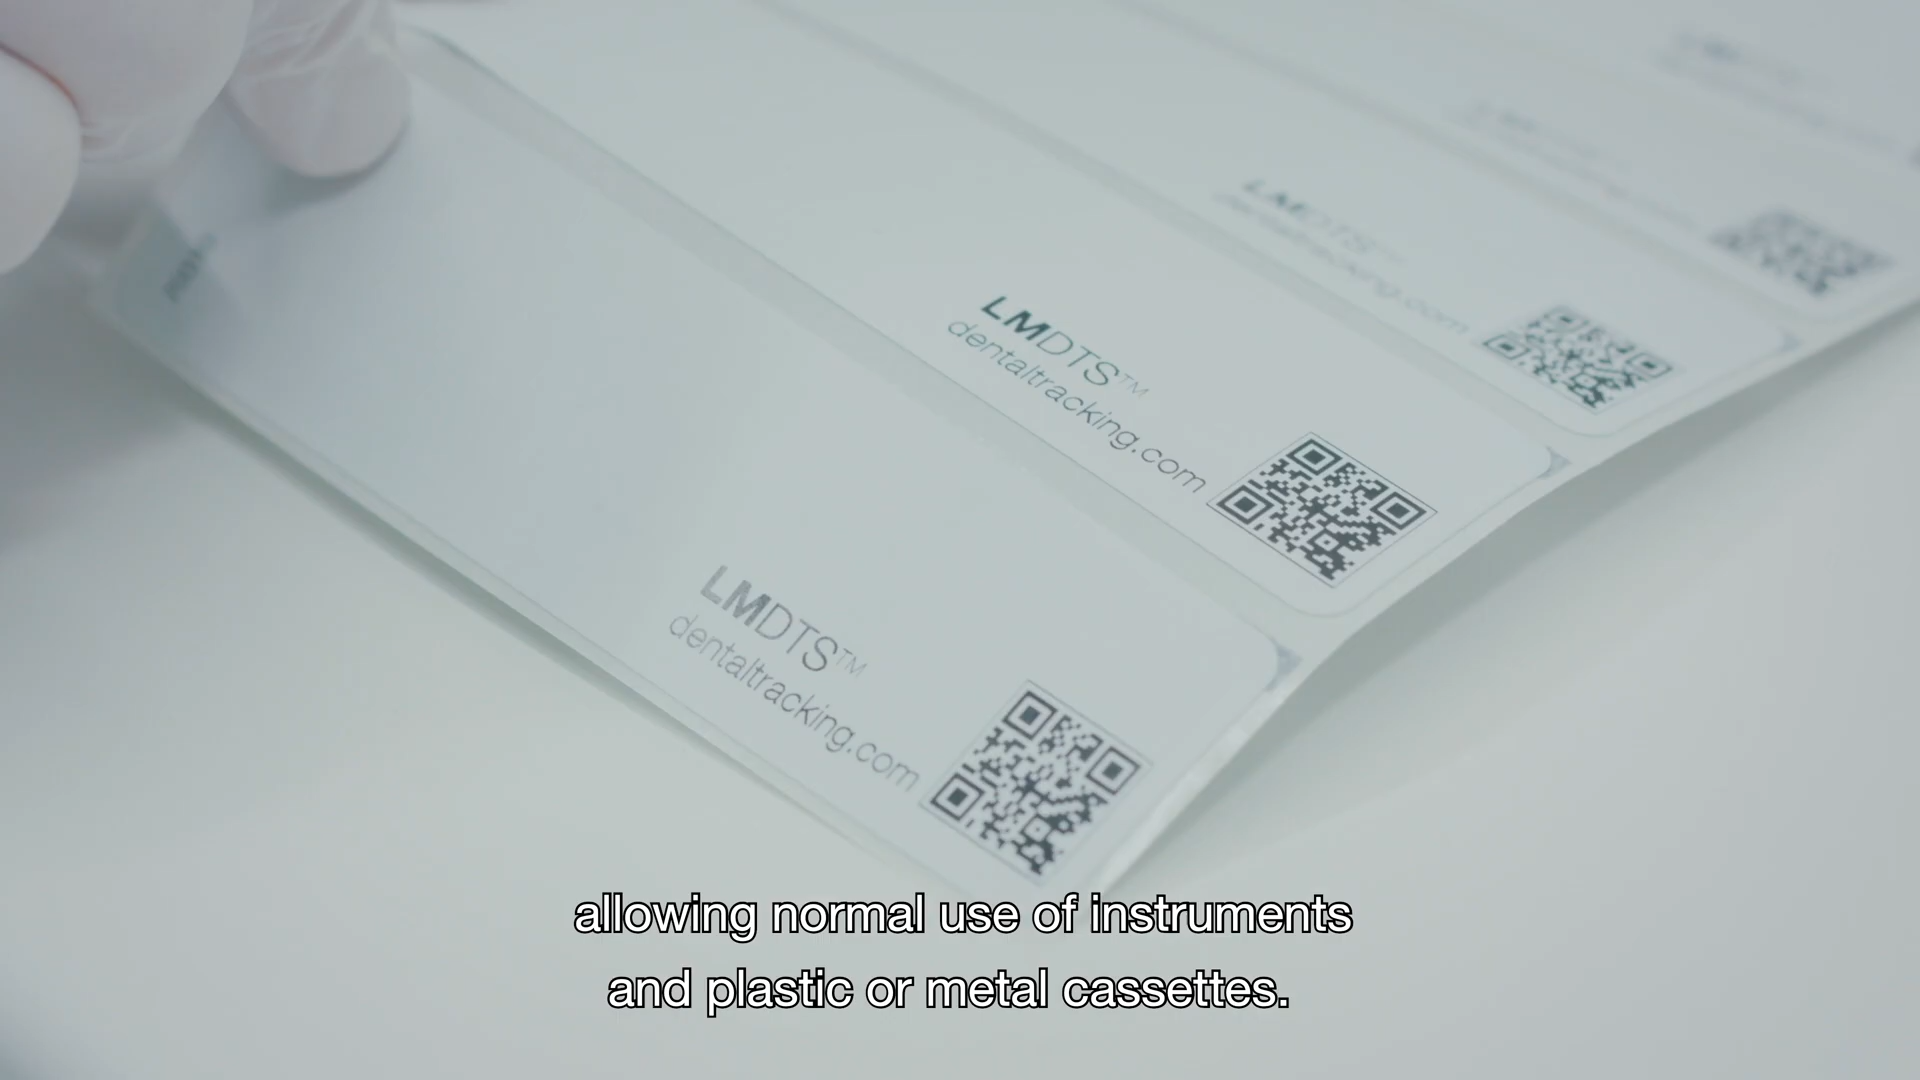 LMDTS™
dentaltracking.com
LMDTS™
dentaltracking.com
LMDTS™
dentaltracking.com
allowing normal use of instruments
and plastic or metal cassettes.